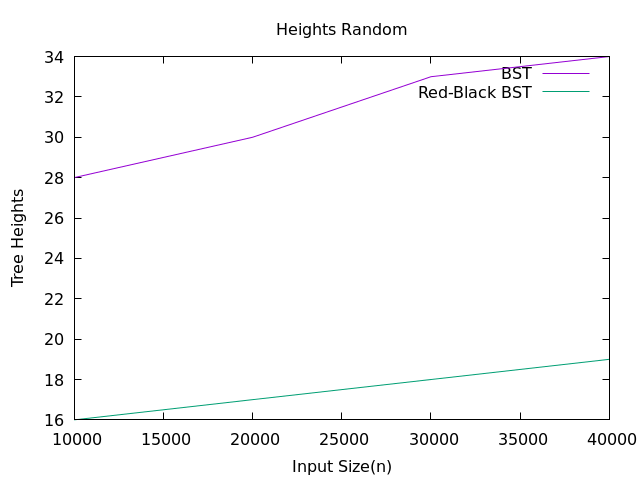 Heights Random
34
32
30
28
26
24
22
20
18
16
Tree Heights
BST
Red-Black BST
10000 15000 20000 25000 30000 35000 40000
Input Size(n)